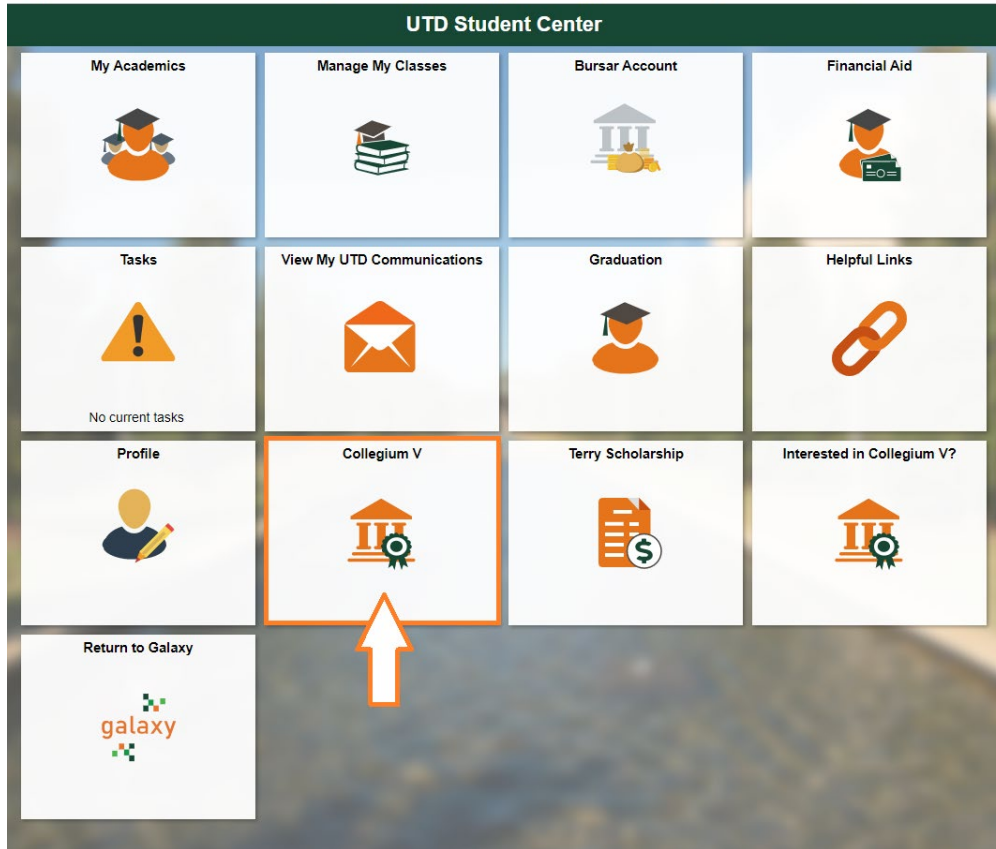 UTD Student Center
My Academics
Manage My Classes
Bursar Account
Financial Aid
Tasks
No current tasks
View My UTD Communications
Graduation
Helpful Links
Profile
Collegium V
Terry Scholarship
$
Interested in Collegium V?
Return to Galaxy
galaxy